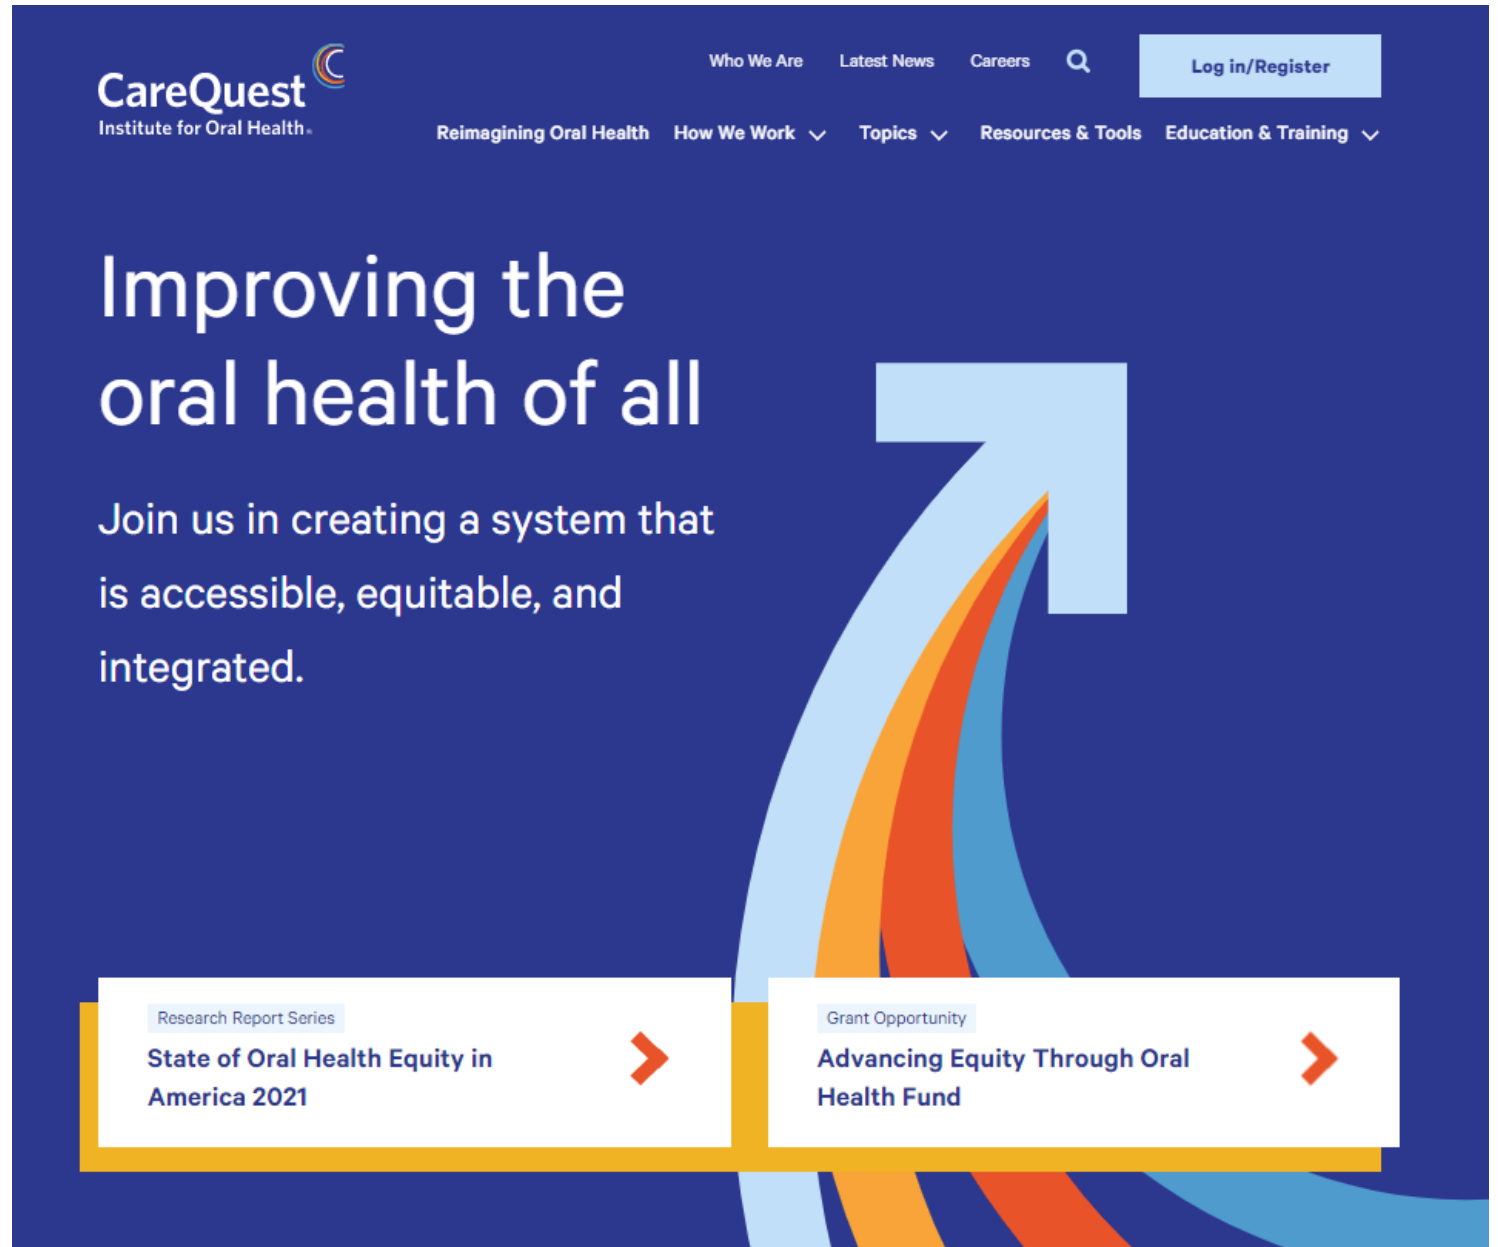 Who We Are Latest News Careers Log in/Register
CareQuest
Institute for Oral Health®
Reimagining Oral Health How We Work Topics Resources & Tools Education & Training
Improving the
oral health of all
Join us in creating a system that
is accessible, equitable, and
integrated.
Research Report Series
State of Oral Health Equity in
America 2021
Grant Opportunity
Advancing Equity Through Oral
Health Fund